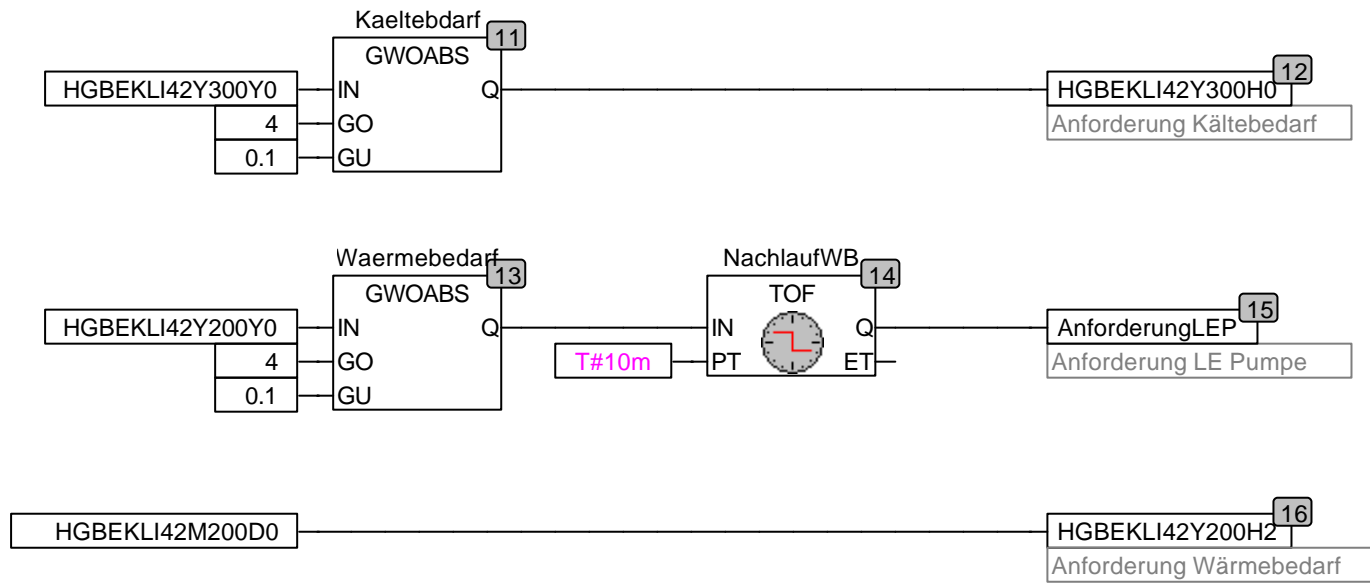 Kaeltebdarf
11
GWOABS
HGBEKLI42Y300Y0 IN Q HGBEKLI42Y300H0 12
4 GO Anforderung Kältebedarf
0.1 GU
Waermebedarf 13 NachlaufWB 14
GWOABS TOF
HGBEKLI42Y200Y0 IN Q IN Q AnforderungLEP 15
4 GO T#10m PT ET Anforderung LE Pumpe
0.1 GU
HGBEKLI42M200D0 HGBEKLI42Y200H2 16
Anforderung Wärmebedarf